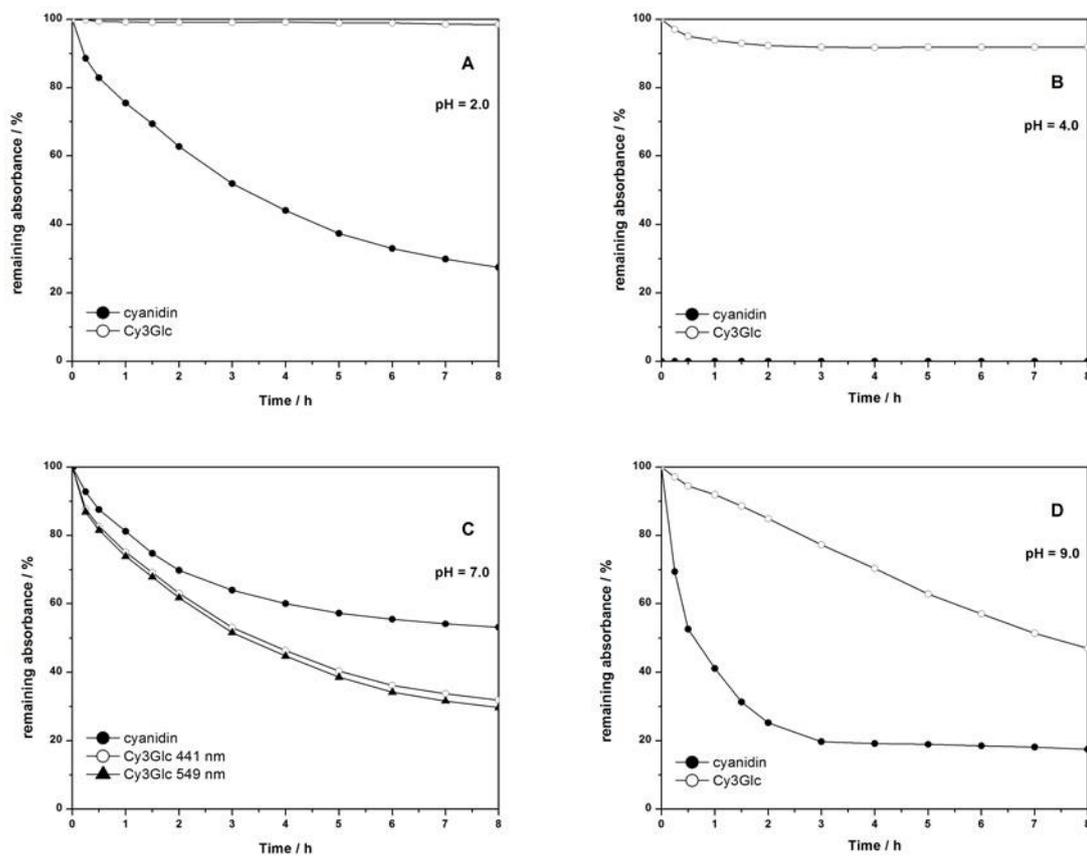 100
80
60
40
20
0
remaining absorbance / %
A
pH = 2.0
cyanidin
Cy3Glc
0 1 2 3 4 5 6 7 8
Time / h
100
80
60
40
20
0
remaining absorbance / %
B
pH = 4.0
cyanidin
Cy3Glc
0 1 2 3 4 5 6 7 8
Time / h
100
80
60
40
20
0
remaining absorbance / %
C
pH = 7.0
cyanidin
Cy3Glc 441 nm
Cy3Glc 549 nm
0 1 2 3 4 5 6 7 8
Time / h
100
80
60
40
20
0
remaining absorbance / %
D
pH = 9.0
cyanidin
Cy3Glc
0 1 2 3 4 5 6 7 8
Time / h